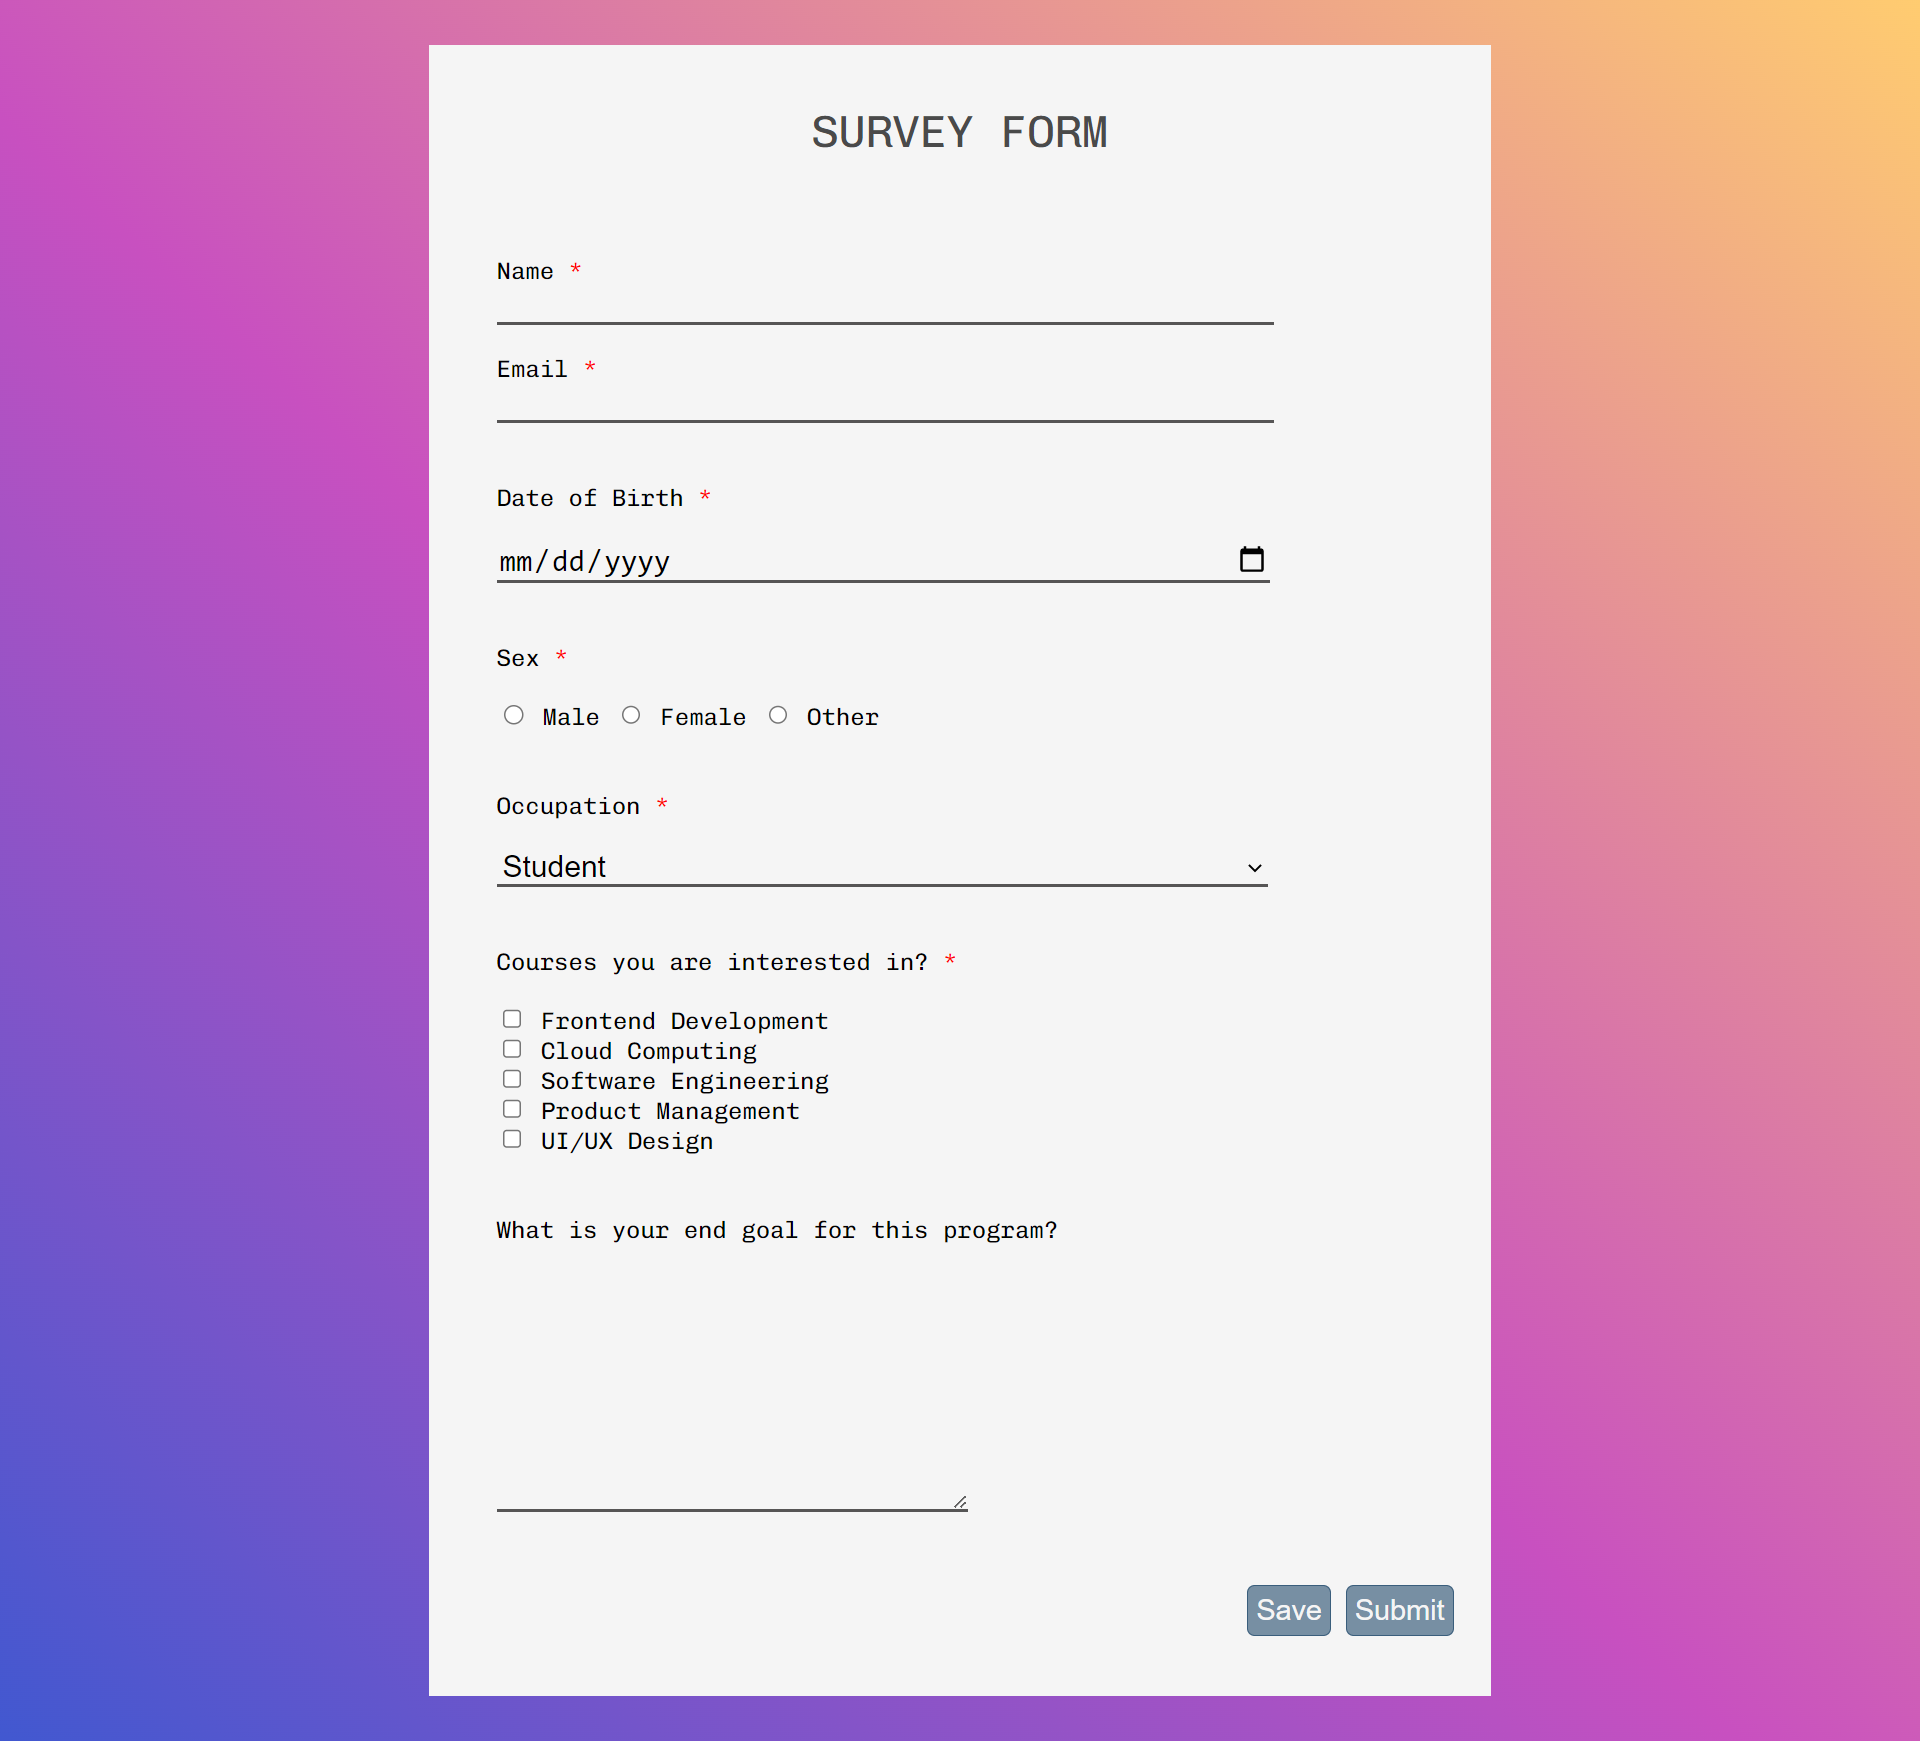 SURVEY FORM
Name *
Email *
Date of Birth *
mm/dd/yyyy
Sex *
Male Female Other
Occupation *
Student
Courses you are interested in? *
Frontend Development
Cloud Computing
Software Engineering
Product Management
UI/UX Design
What is your end goal for this program?
Save Submit